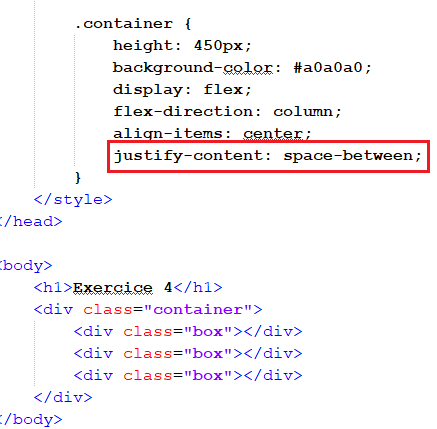 .container {
height: 450px;
background-color: #a0a0a0;
display: flex;
flex-direction: column;
align-items: center;
justify-content: space-between;
}
</style>
</head>
<body>
<h1>Exercice 4</h1>
<div class="container">
<div class="box"></div>
<div class="box"></div>
<div class="box"></div>
</div>
</body>